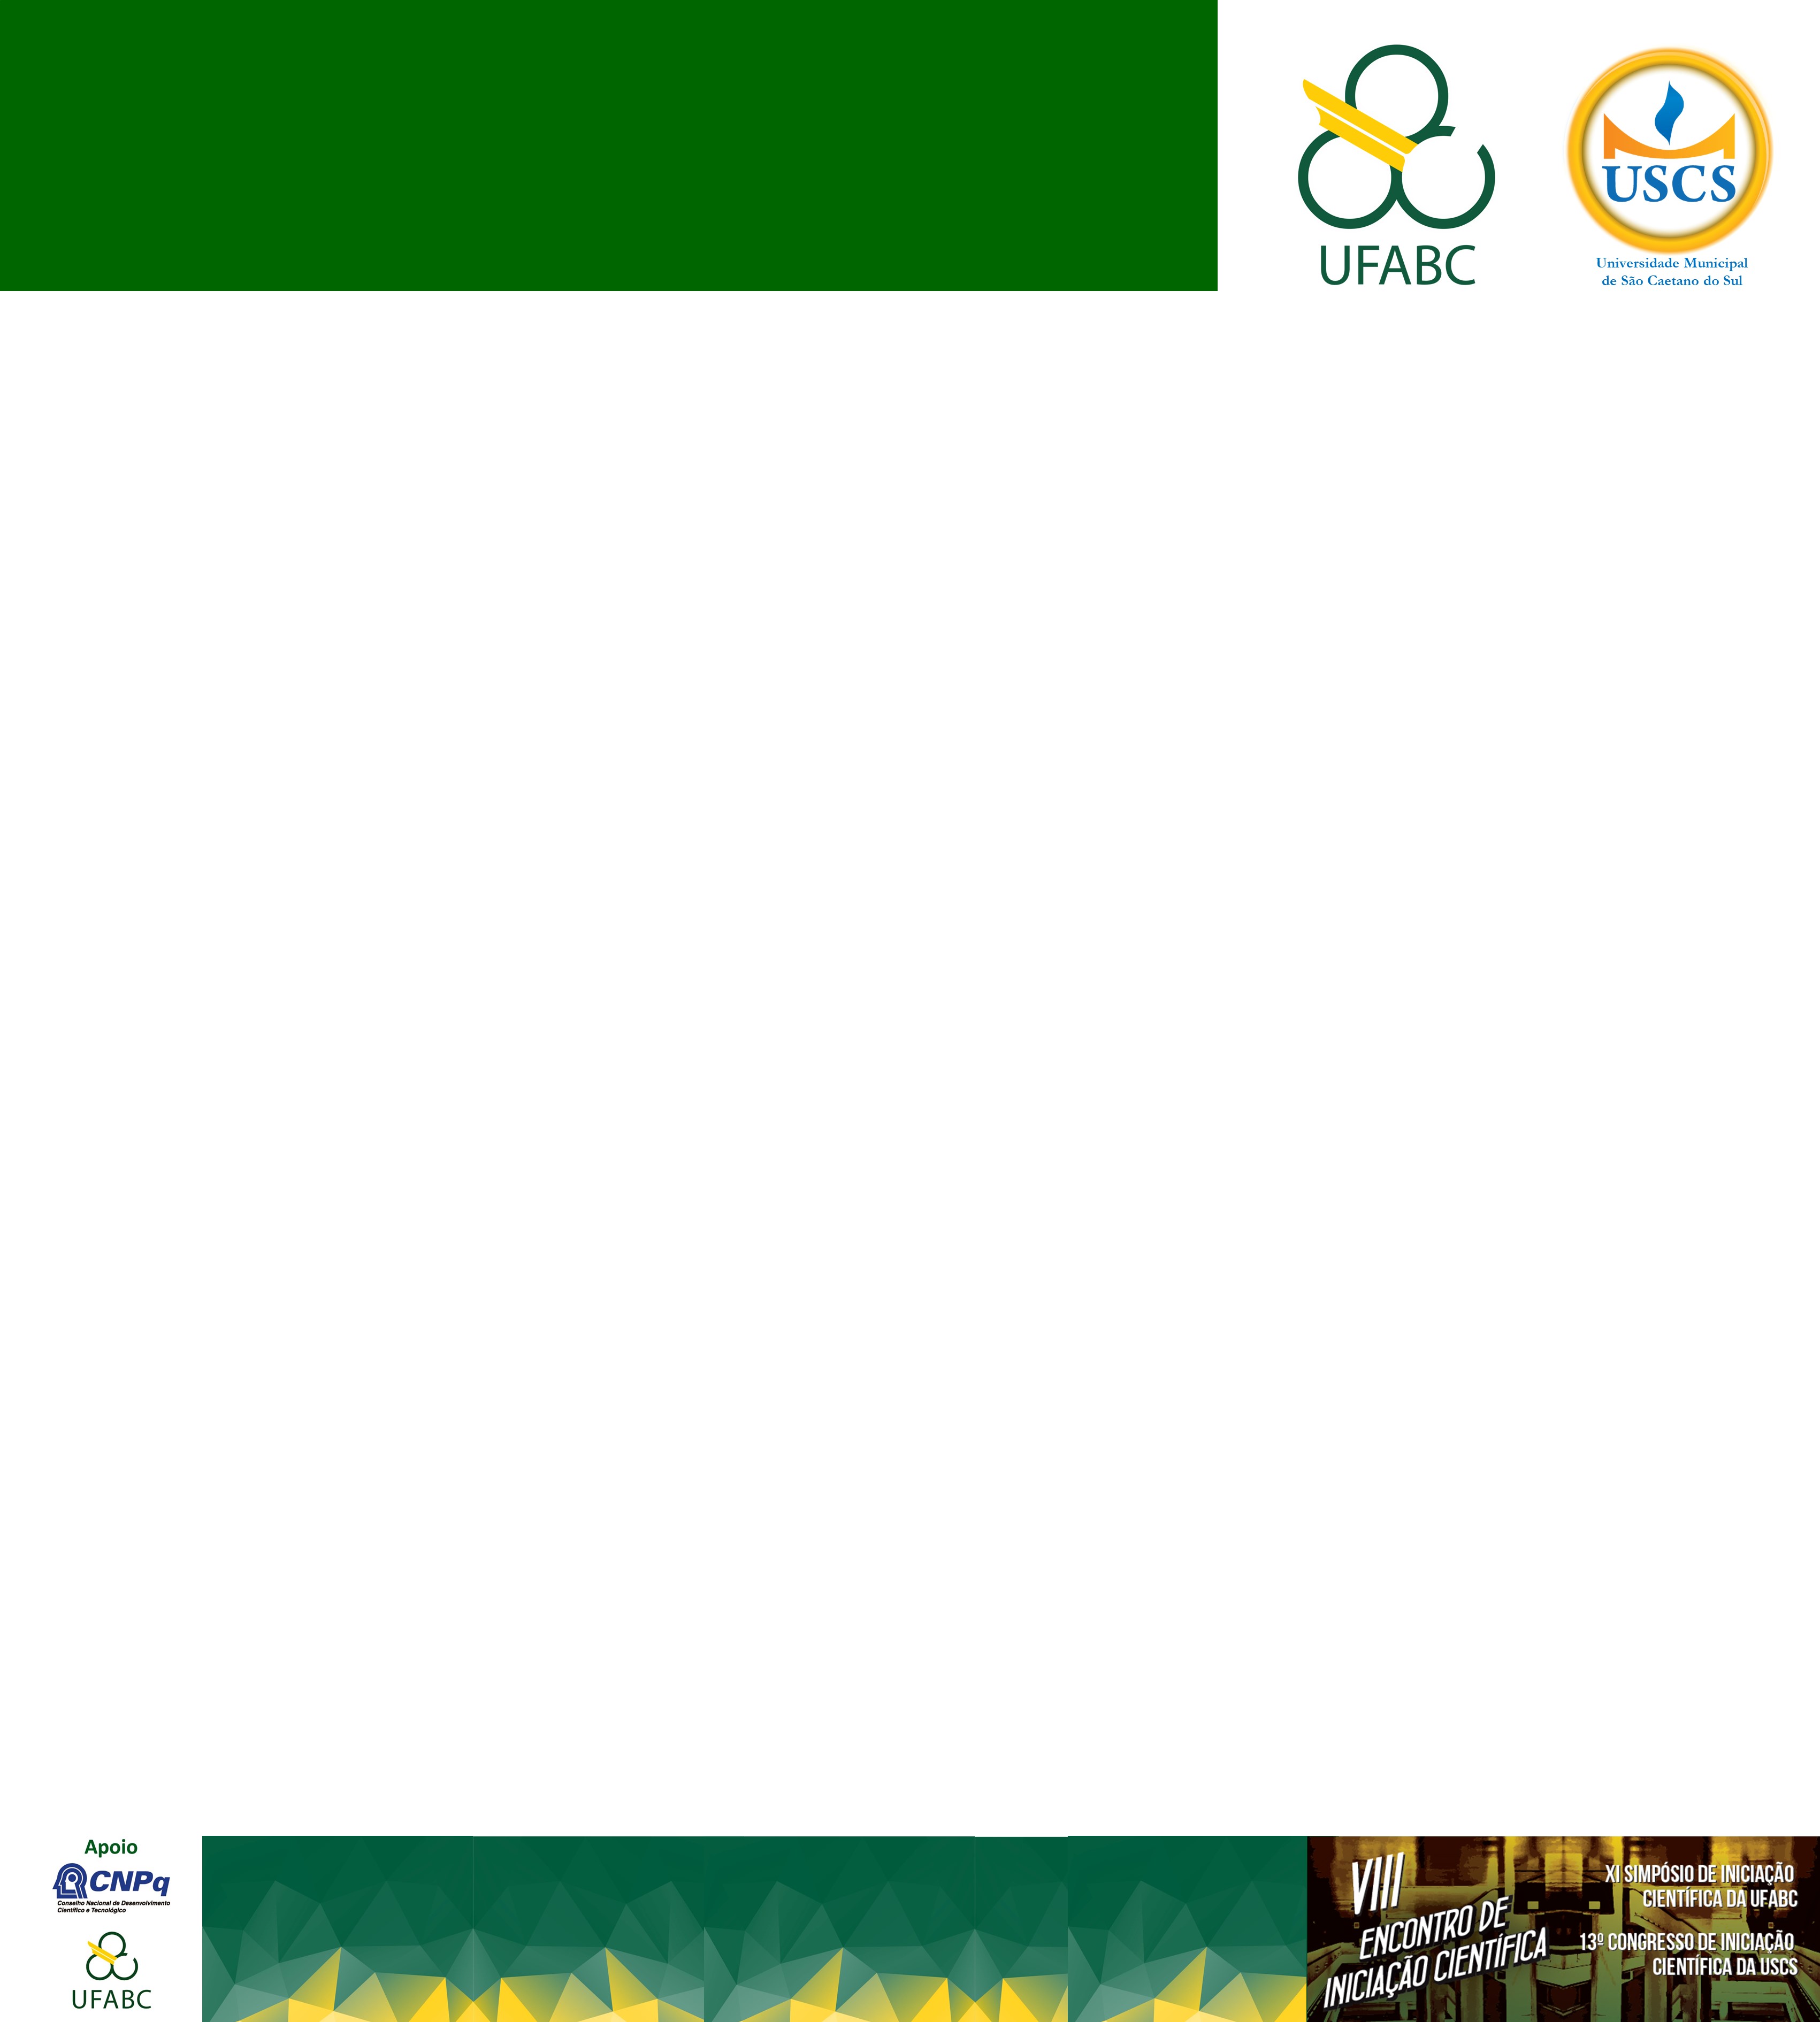 UFABC
USCS
Universidade Municipal
de São Caetano do Sul
Apoio
CNPq
Conselho Nacional de Desenvolvimento
Científico e Tecnológico
UFABC
VIII
ENCONTRO DE
INICIAÇÃO CIENTÍFICA
XI SIMPÓSIO DE INICIAÇÃO
CIENTÍFICA DA UFABC
13º CONGRESSO DE INICIAÇÃO
CIENTÍFICA DA USCS